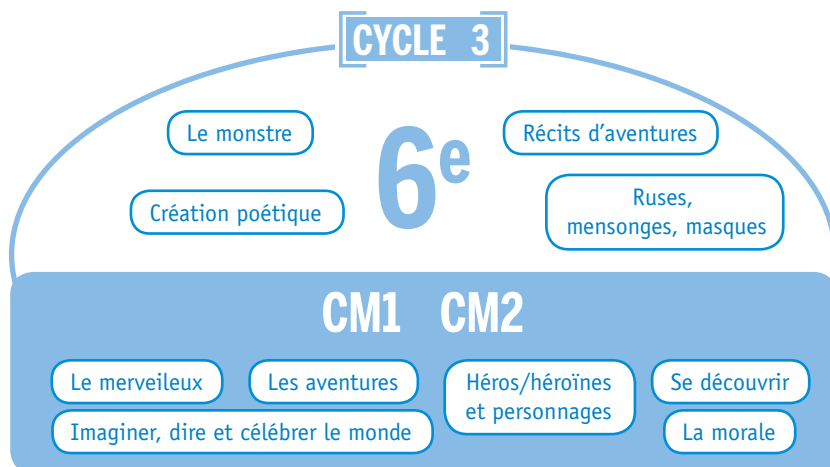 CYCLE 3
Le monstre
6e
Récits d'aventures
Création poétique
Ruses,
mensonges, masques
CM1 CM2
Le merveileux
Les aventures
Héros/héroïnes
et personnages
Se découvrir
Imaginer, dire et célébrer le monde
La morale